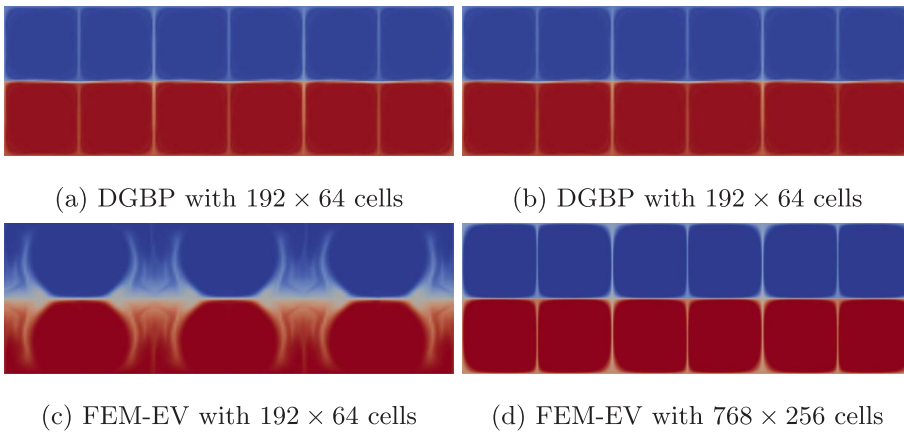 (a) DGBP with 192 × 64 cells
(b) DGBP with 192 × 64 cells
(c) FEM-EV with 192 × 64 cells
(d) FEM-EV with 768 × 256 cells